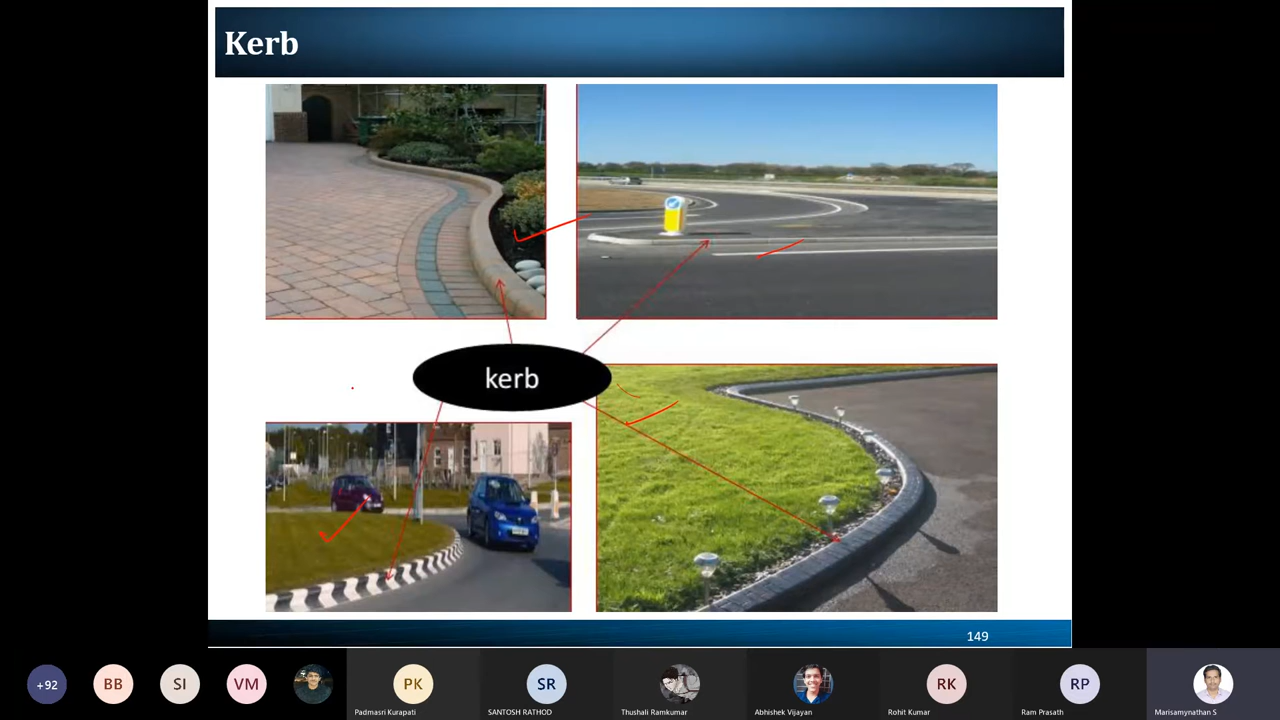 Kerb
kerb
149
+92
BB
SI
VM
PK
SR
RK
RP
Padmasri Kurapati
SANTOSH RATHOD
Thushali Ramkumar
Abhishek Vijayan
Rohit Kumar
Ram Prasath
Marisamynathan S